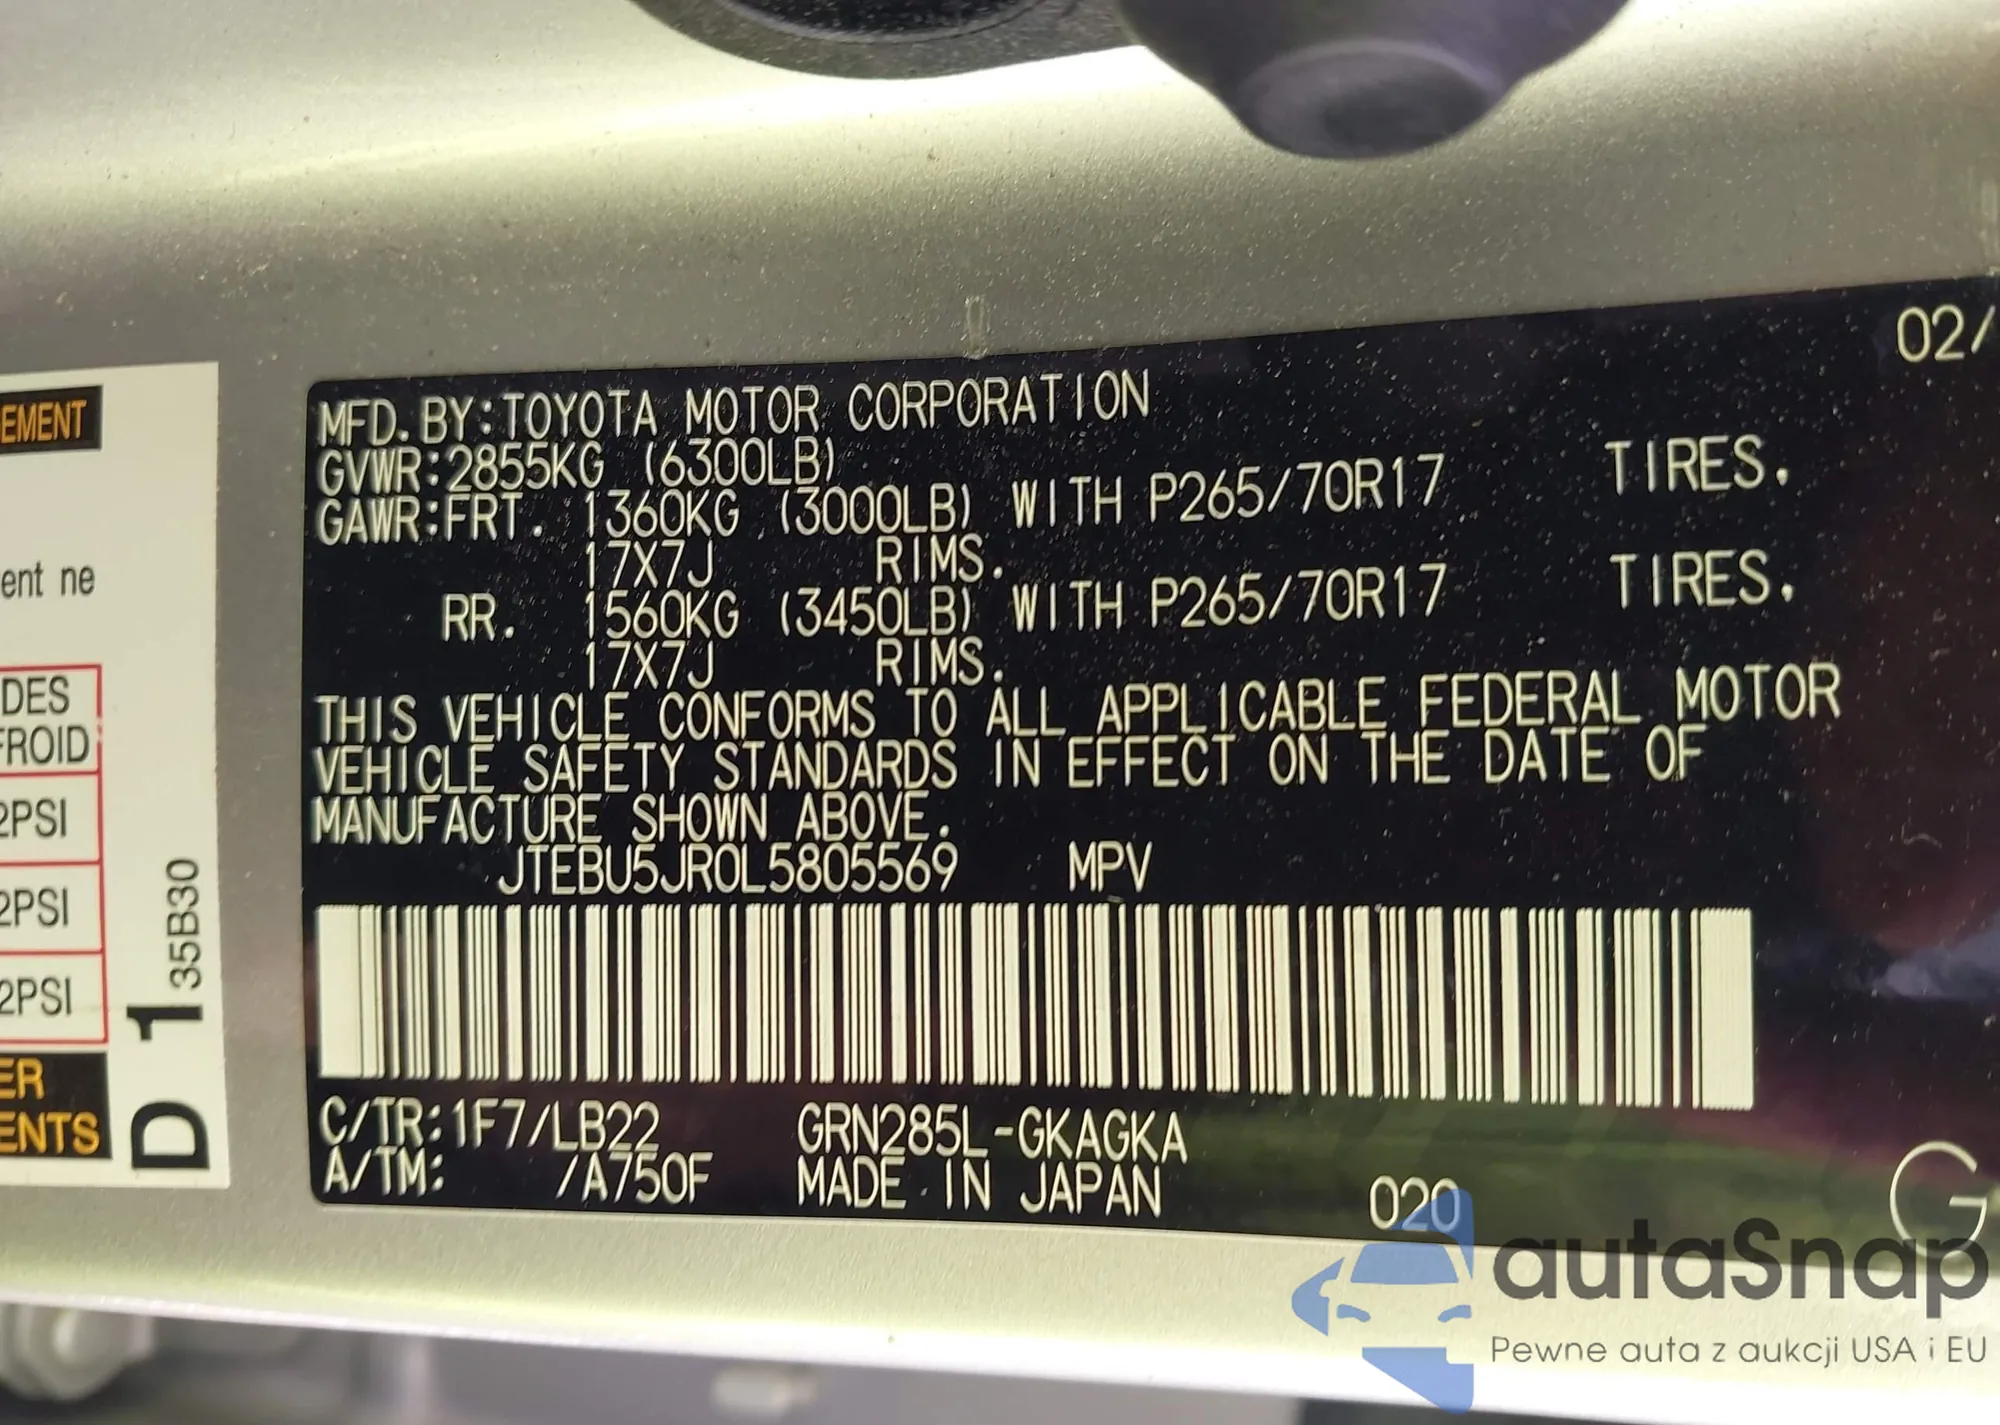 02/
MFD. BY:TOYOTA MOTOR CORPORATION
GVWR:2855KG (6300LB)
GAWR:FRT. 1360KG (3000LB) WITH P265/70R17 TIRES.
17X7J RIMS.
RR. 1560KG (3450LB) WITH P265/70R17 TIRES.
17X7J RIMS.
THIS VEHICLE CONFORMS TO ALL APPLICABLE FEDERAL MOTOR
VEHICLE SAFETY STANDARDS IN EFFECT ON THE DATE OF
MANUFACTURE SHOWN ABOVE.
JTEBU5JR0L5805569 MPV
C/TR:1F7/LB22 GRN285L-GKAGKA
A/TM: /A750F MADE IN JAPAN 020
G
EMENT
ent ne
DES
FROID
2PSI
2PSI
2PSI
ER
ENTS
D 1 35B30
autaSnap
Pewne auta z aukcji USA i EU